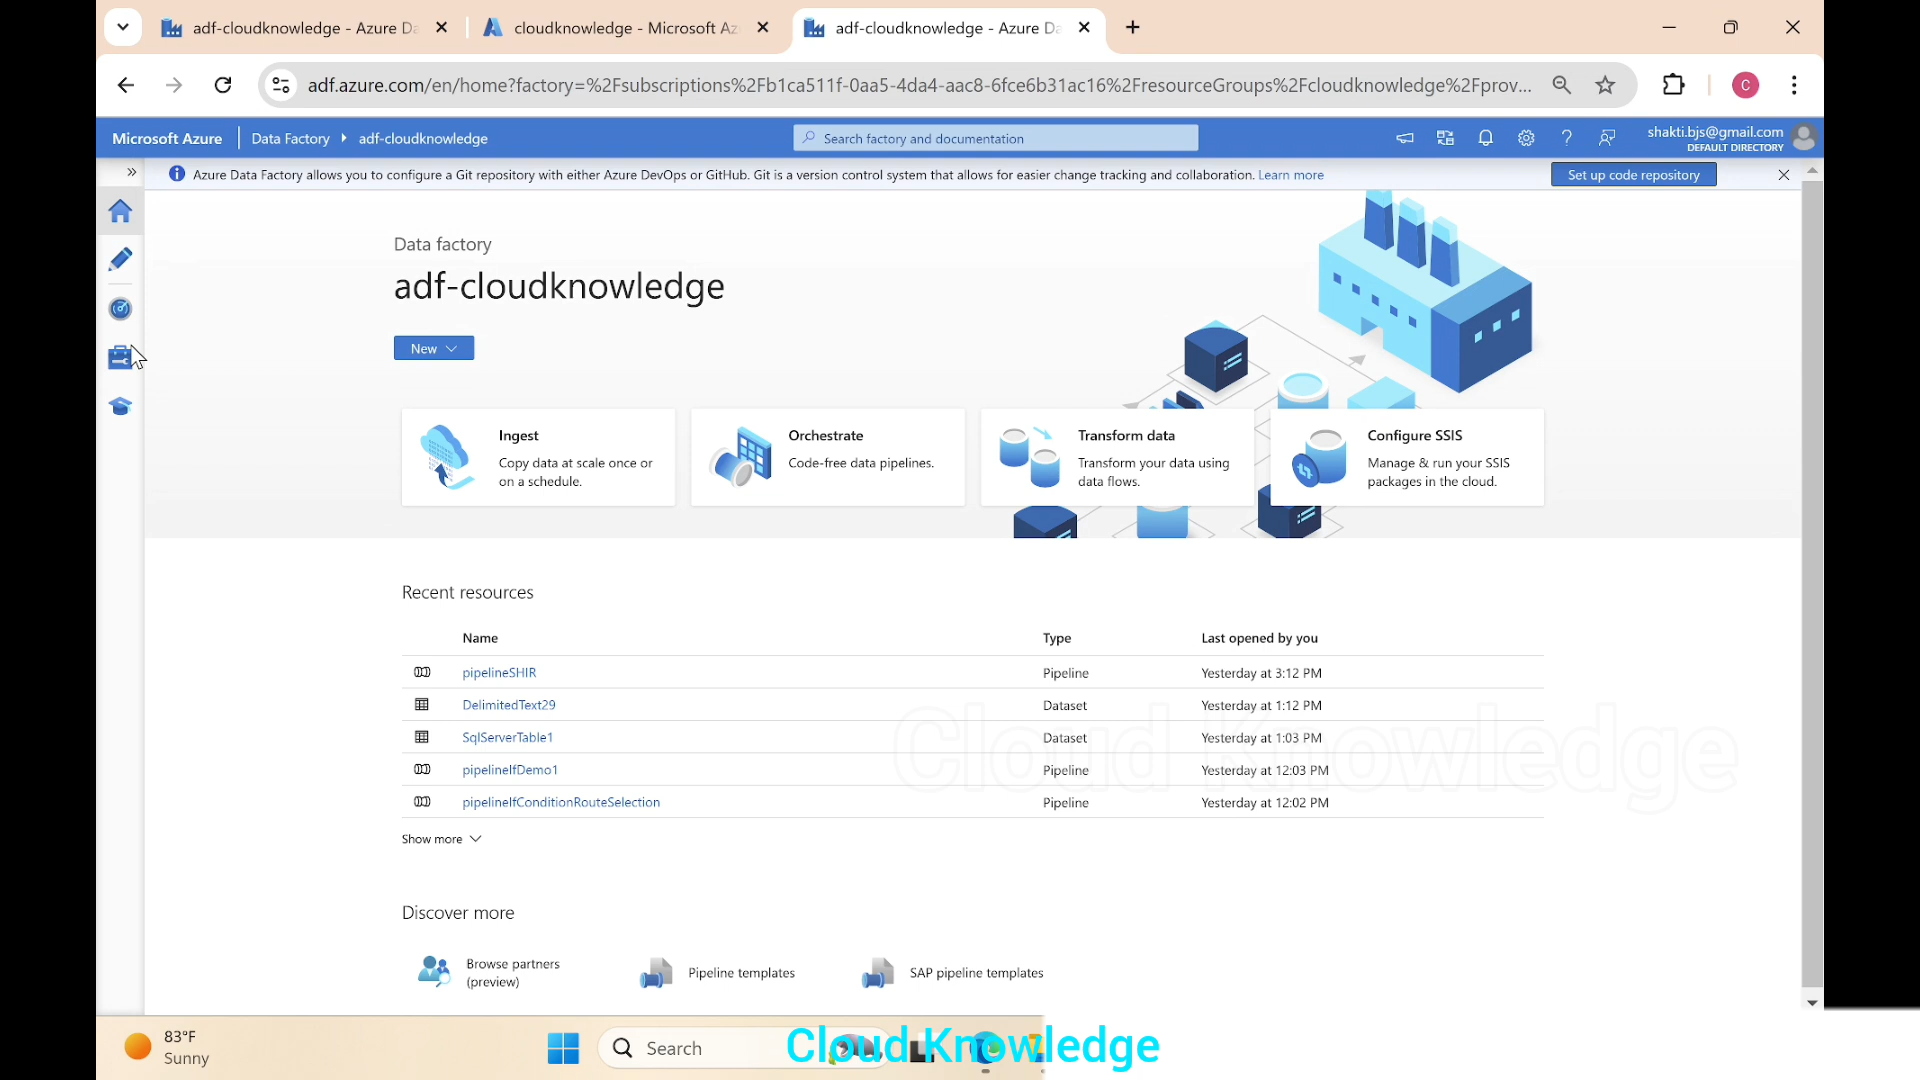 adf-cloudknowledge - Azure Da
cloudknowledge - Microsoft Az
adf-cloudknowledge - Azure Da
adf.azure.com/en/home?factory=%2Fsubscriptions%2Fb1ca511f-0aa5-4da4-aac8-6fce6b31ac16%2FresourceGroups%2Fcloudknowledge%2Fprov...
C
Microsoft Azure
Data Factory
adf-cloudknowledge
Search factory and documentation
shakti.bjs@gmail.com
DEFAULT DIRECTORY
Azure Data Factory allows you to configure a Git repository with either Azure DevOps or GitHub. Git is a version control system that allows for easier change tracking and collaboration. Learn more
Set up code repository
Data factory
adf-cloudknowledge
New
Ingest
Copy data at scale once or
on a schedule.
Orchestrate
Code-free data pipelines.
Transform data
Transform your data using
data flows.
Configure SSIS
Manage & run your SSIS
packages in the cloud.
Recent resources
Name Type Last opened by you
pipelineSHIR Pipeline Yesterday at 3:12 PM
DelimitedText29 Dataset Yesterday at 1:12 PM
SqlServerTable1 Dataset Yesterday at 1:03 PM
pipelineIfDemo1 Pipeline Yesterday at 12:03 PM
pipelineIfConditionRouteSelection Pipeline Yesterday at 12:02 PM
Cloud Knowledge
Show more
Discover more
Browse partners
(preview)
Pipeline templates
SAP pipeline templates
83°F
Sunny
Search
Cloud Knowledge